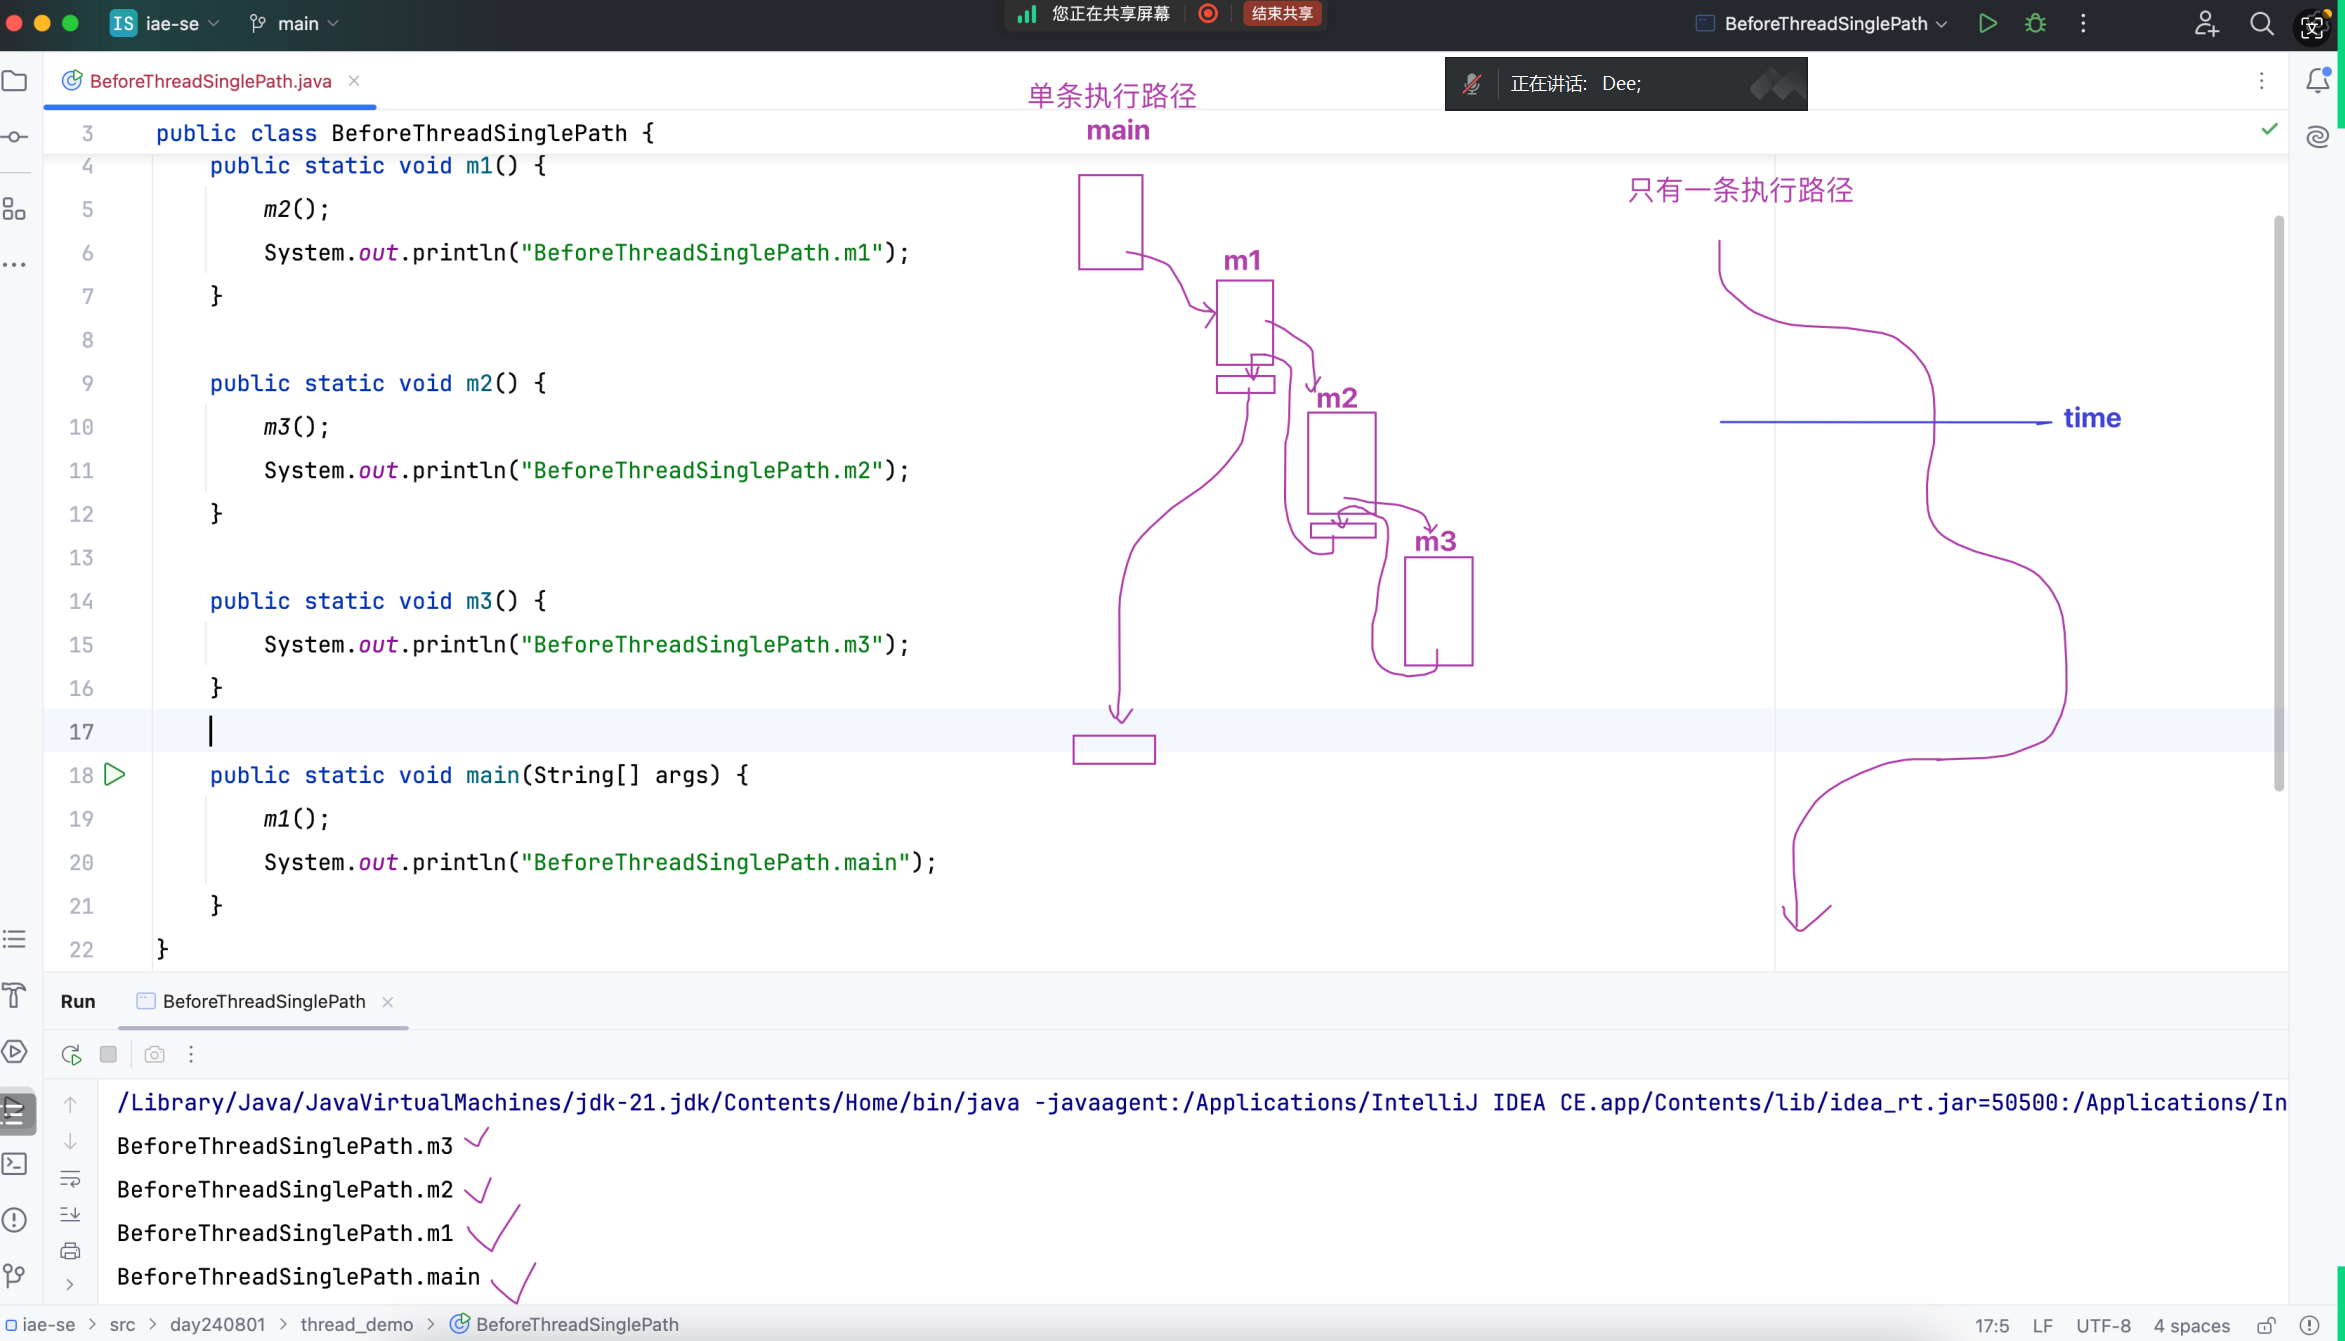 IS iae-se main
您正在共享屏幕 结束共享
BeforeThreadSinglePath
BeforeThreadSinglePath.java
正在讲话: Dee;
单条执行路径
main
只有一条执行路径
m1
m2
m3
time
3 public class BeforeThreadSinglePath {
4 public static void m1() {
5 m2();
6 System.out.println("BeforeThreadSinglePath.m1");
7 }
8
9 public static void m2() {
10 m3();
11 System.out.println("BeforeThreadSinglePath.m2");
12 }
13
14 public static void m3() {
15 System.out.println("BeforeThreadSinglePath.m3");
16 }
17
18 public static void main(String[] args) {
19 m1();
20 System.out.println("BeforeThreadSinglePath.main");
21 }
22 }
Run BeforeThreadSinglePath
/Library/Java/JavaVirtualMachines/jdk-21.jdk/Contents/Home/bin/java -javaagent:/Applications/IntelliJ IDEA CE.app/Contents/lib/idea_rt.jar=50500:/Applications/In
BeforeThreadSinglePath.m3
BeforeThreadSinglePath.m2
BeforeThreadSinglePath.m1
BeforeThreadSinglePath.main
iae-se > src > day240801 > thread_demo > BeforeThreadSinglePath
17:5 LF UTF-8 4 spaces